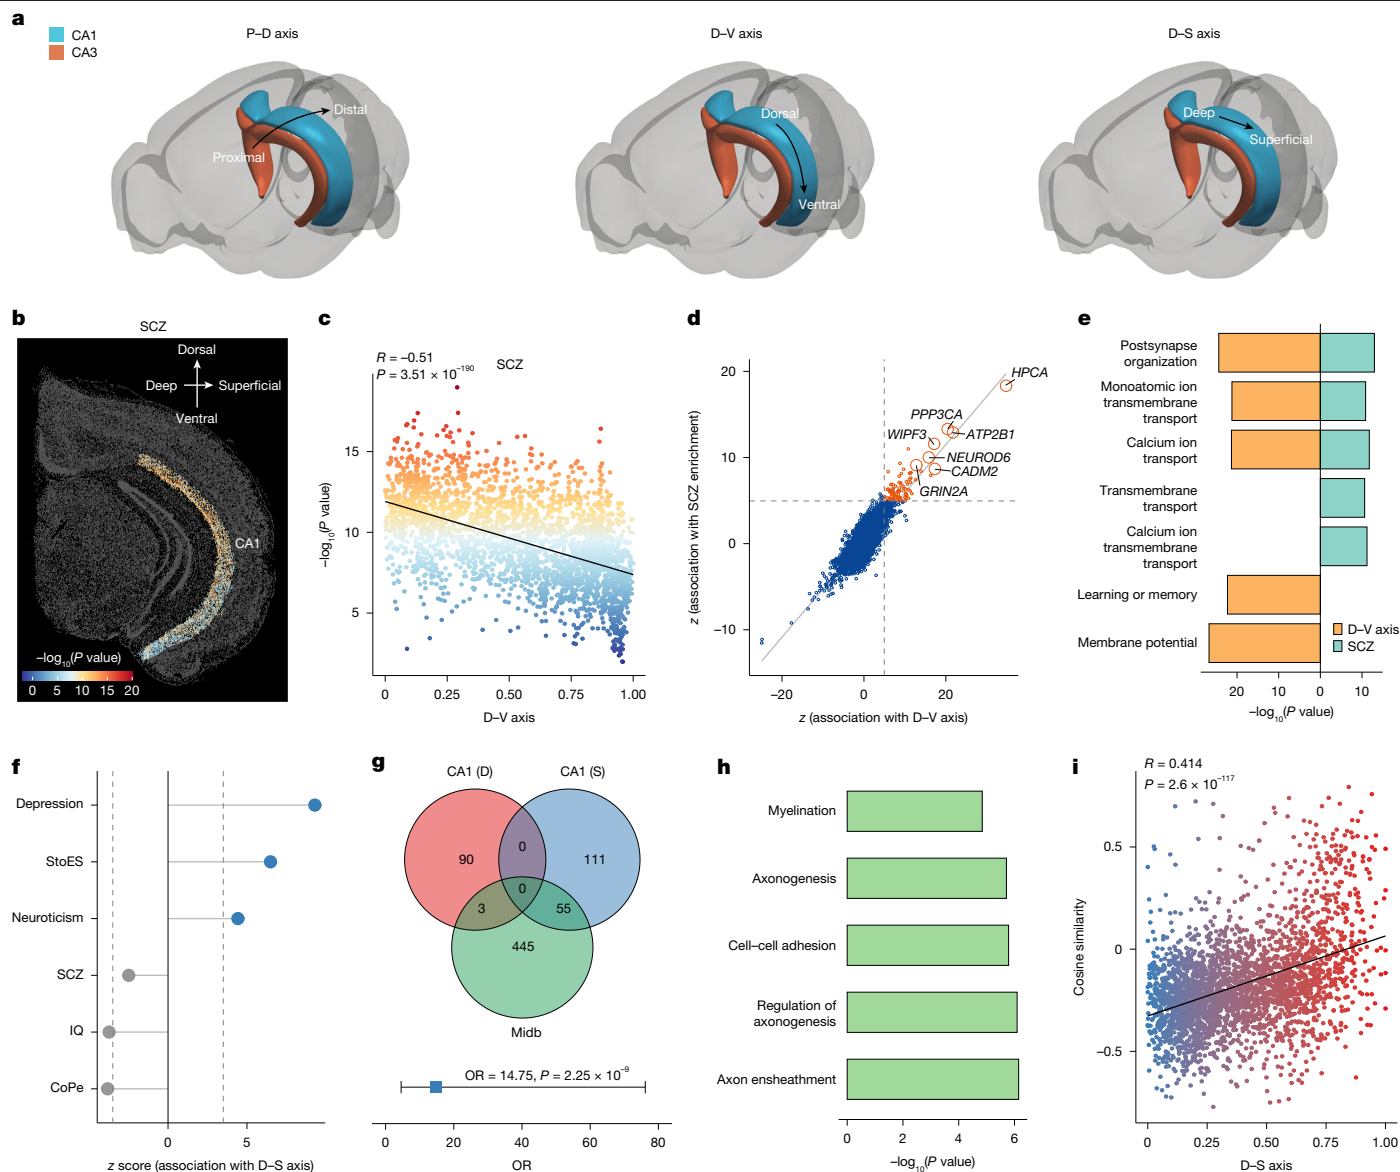 a
CA1
CA3
P–D axis
D–V axis
D–S axis
Distal
Proximal
Dorsal
Ventral
Deep
Superficial
b
SCZ
Dorsal
Deep
Superficial
Ventral
CA1
–log10(P value)
0 5 10 15 20
c
R = –0.51
P = 3.51 × 10–190
SCZ
15
10
5
–log10(P value)
0 0.25 0.50 0.75 1.00
D–V axis
d
20
10
0
–10
z (association with SCZ enrichment)
HPCA
PPP3CA
WIPF3
ATP2B1
NEUROD6
CADM2
GRIN2A
–20 0 20
z (association with D–V axis)
e
Postsynapse
organization
Monoatomic ion
transmembrane
transport
Calcium ion
transport
Transmembrane
transport
Calcium ion
transmembrane
transport
Learning or memory
Membrane potential
D–V axis
SCZ
20 10 0 10
–log10(P value)
f
Depression
StoES
Neuroticism
SCZ
IQ
CoPe
0 5
z score (association with D–S axis)
g
CA1 (D)
CA1 (S)
90
0
111
0
3
55
445
Midb
OR = 14.75, P = 2.25 × 10–9
0 20 40 60 80
OR
h
Myelination
Axonogenesis
Cell–cell adhesion
Regulation of
axonogenesis
Axon ensheathment
0 2 4 6
–log10(P value)
i
R = 0.414
P = 2.6 × 10–117
0.5
0
–0.5
Cosine similarity
0 0.25 0.50 0.75 1.00
D–S axis